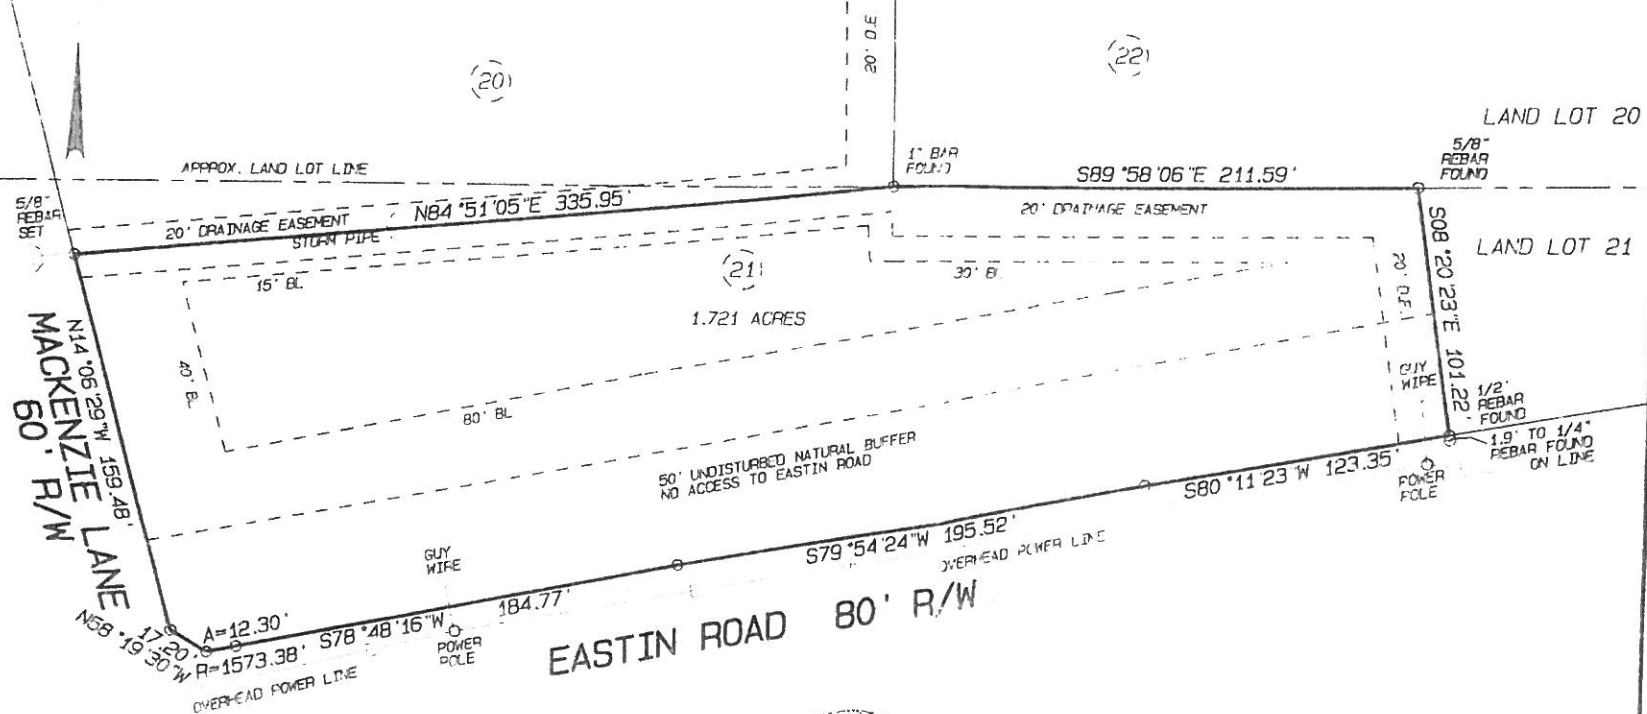 20
20' D.E
22
LAND LOT 20
5/8"
REBAR
FOUND
1" BAR
FOUND
APPROX. LAND LOT LINE
S89°58'06"E 211.59'
5/8"
REBAR
SET
N84°51'05"E 335.95'
20' DRAINAGE EASEMENT
STORM PIPE
20' DRAINAGE EASEMENT
LAND LOT 21
S08°20'23"E 101.22'
20' D.E.
15' BL
21
30' BL
1.721 ACRES
N14°06'29"W 159.48'
MACKENZIE LANE
60' R/W
40' BL
80' BL
GUY
WIRE
1/2"
REBAR
FOUND
1.9' TO 1/4"
REBAR FOUND
ON LINE
50' UNDISTURBED NATURAL BUFFER
NO ACCESS TO EASTIN ROAD
S80°11'23"W 123.35'
POWER
POLE
S79°54'24"W 195.52'
OVERHEAD POWER LINE
GUY
WIRE
184.77'
S78°48'16"W
POWER
POLE
A=12.30'
R=1573.38'
17.20'
N58°19'30"W
OVERHEAD POWER LINE
EASTIN ROAD 80' R/W